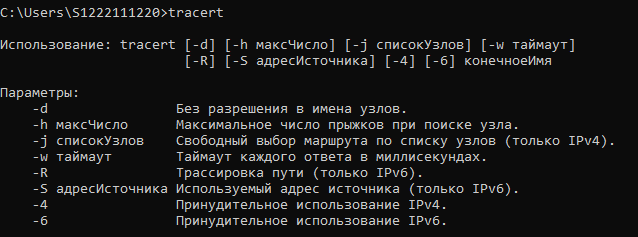 C:\Users\S1222111220>tracert
Использование: tracert [-d] [-h максЧисло] [-j списокУзлов] [-w таймаут]
[-R] [-S адресИсточника] [-4] [-6] конечноеИмя
Параметры:
-d Без разрешения в имена узлов.
-h максЧисло Максимальное число прыжков при поиске узла.
-j списокУзлов Свободный выбор маршрута по списку узлов (только IPv4).
-w таймаут Таймаут каждого ответа в миллисекундах.
-R Трассировка пути (только IPv6).
-S адресИсточника Используемый адрес источника (только IPv6).
-4 Принудительное использование IPv4.
-6 Принудительное использование IPv6.